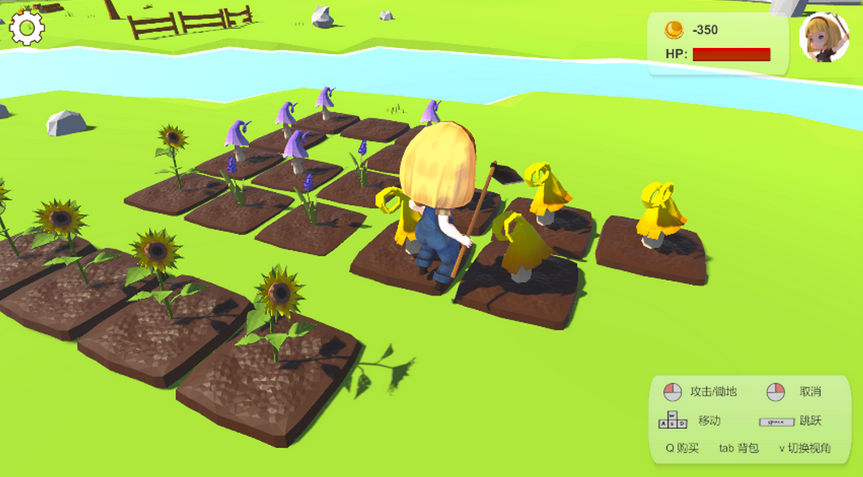 -350
HP:
攻击/锄地 取消
移动 space 跳跃
Q 购买 tab 背包 v 切换视角